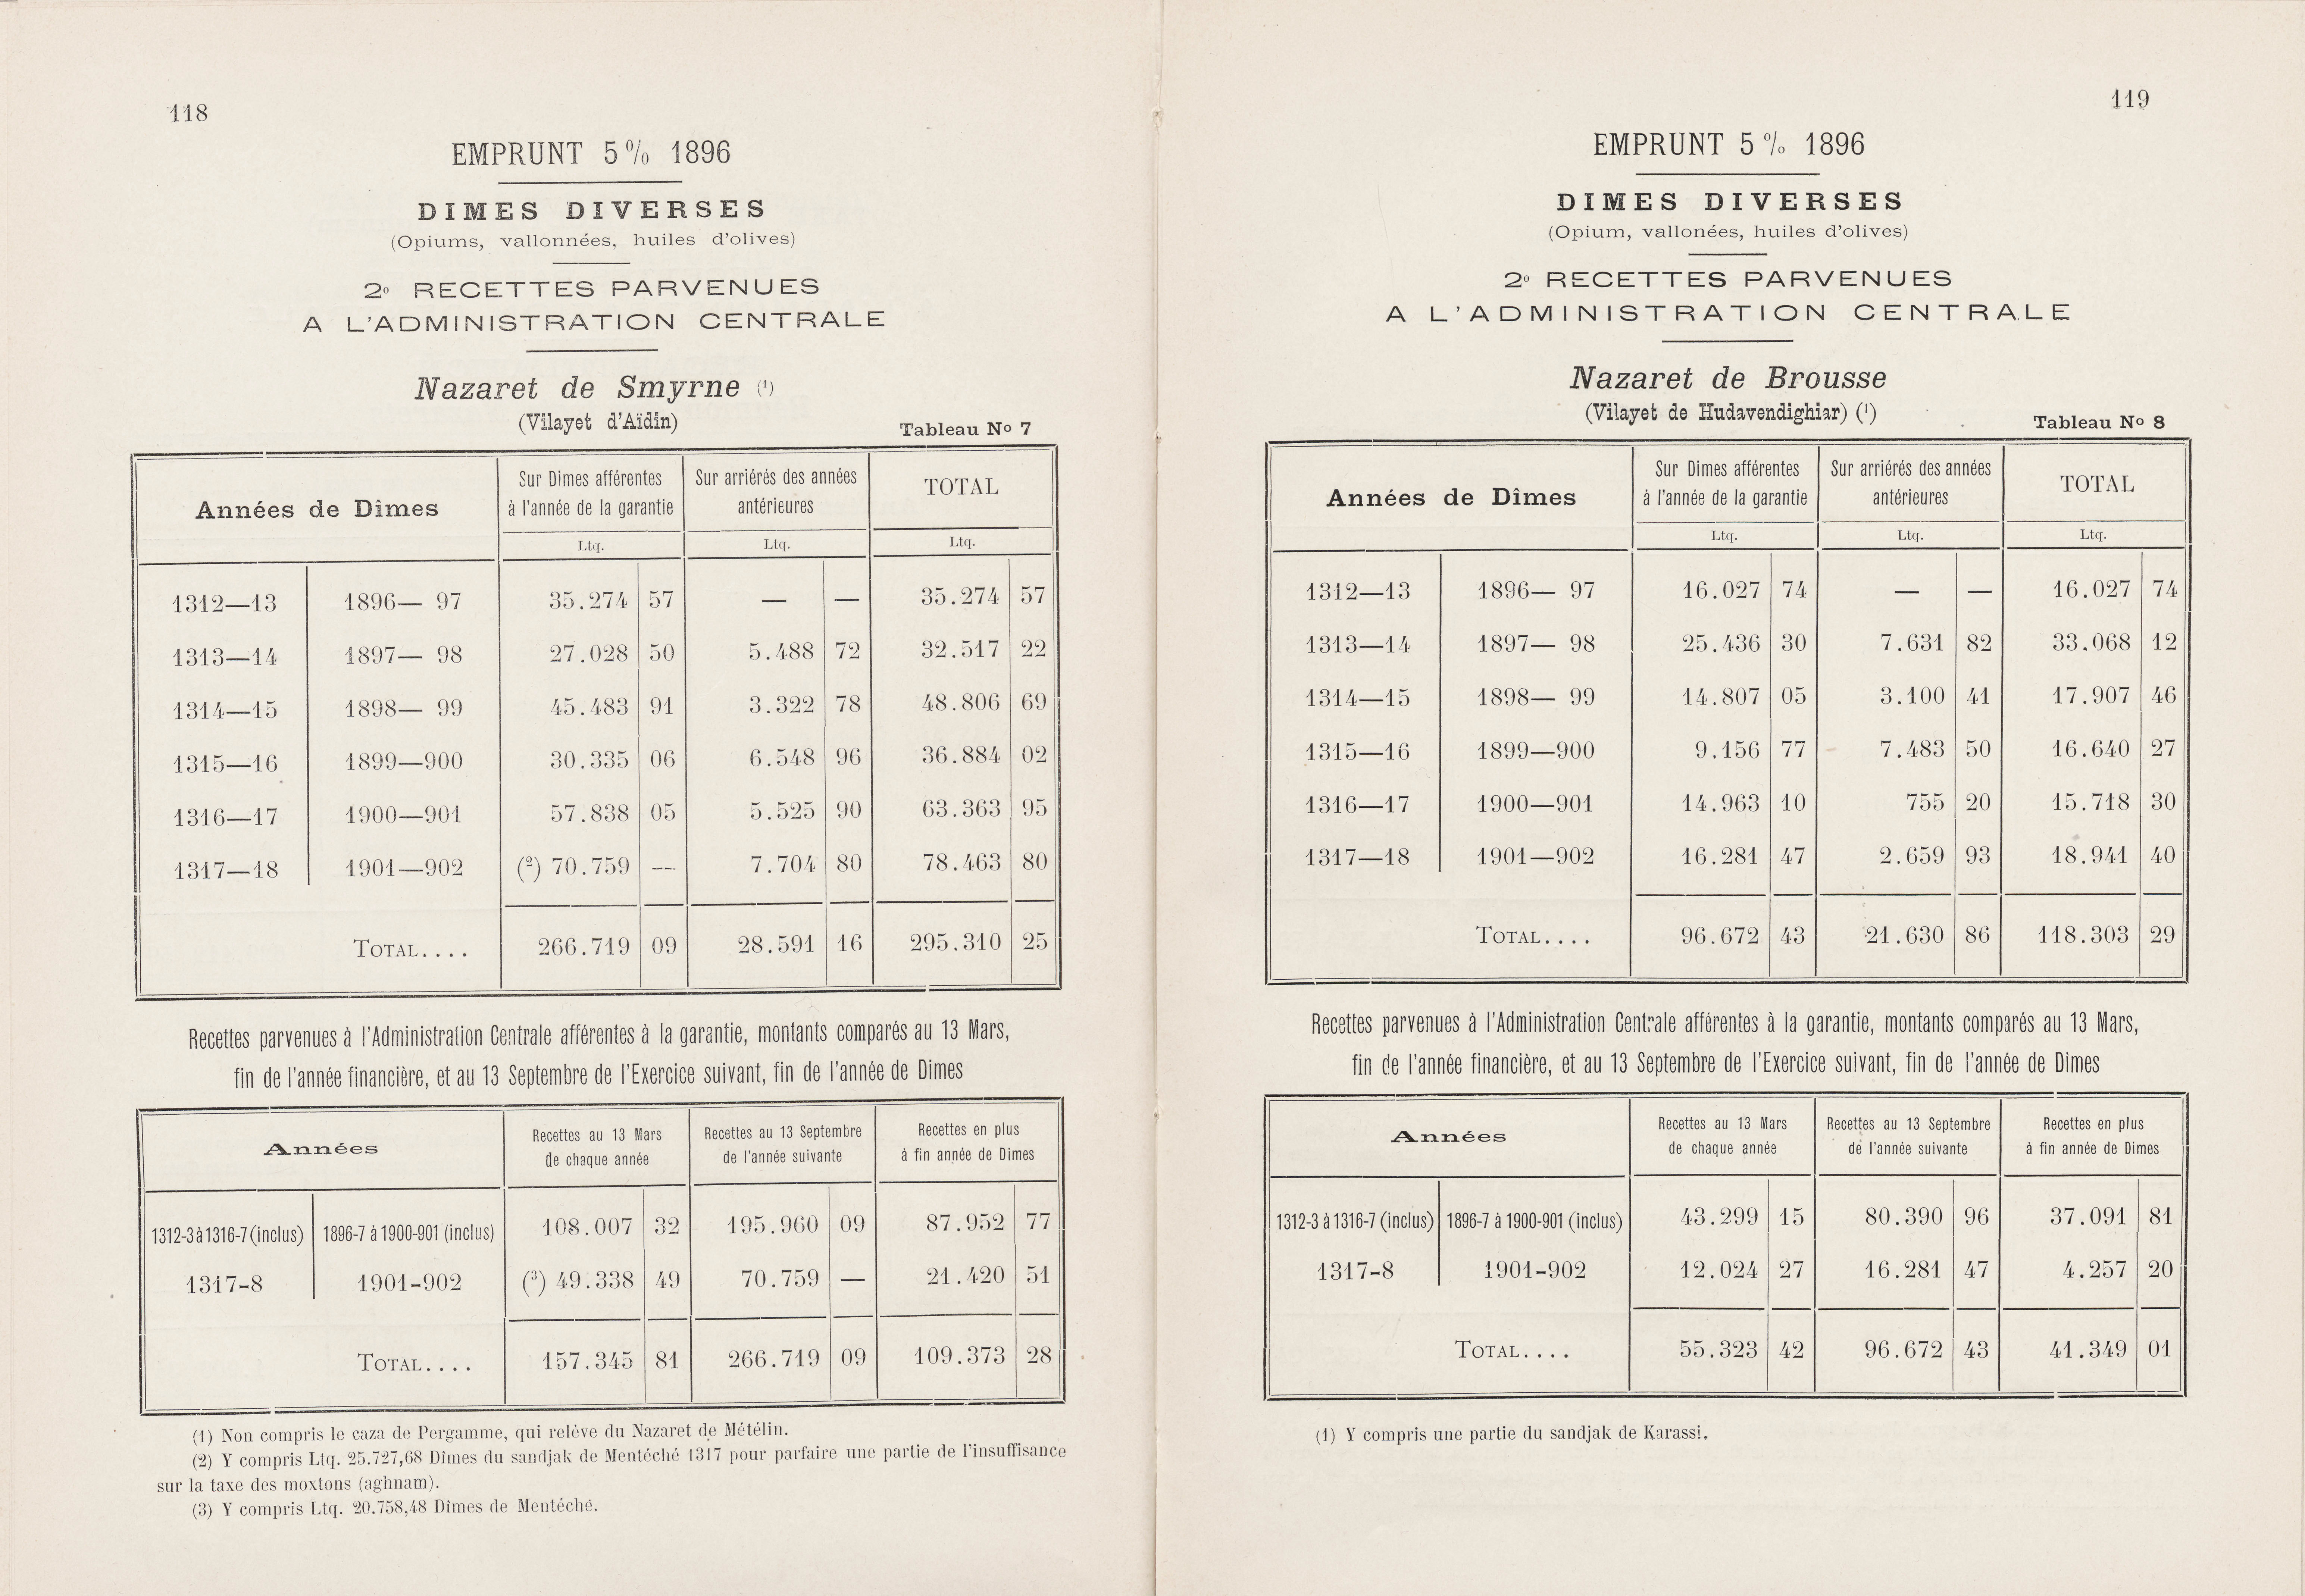 118
EMPRUNT 5 % 1896
DIMES DIVERSES
(Opiums, vallonnées, huiles d'olives)
2º RECETTES PARVENUES
A L'ADMINISTRATION CENTRALE
Nazaret de Smyrne (1)
(Vilayet d'Aïdin)
Tableau Nº 7
Années de Dîmes | Sur Dîmes afférentes à l'année de la garantie | Sur arriérés des années antérieures | TOTAL
Ltq. | Ltq. | Ltq.
1312—13 | 1896— 97 | 35.274 | 57 | — | — | 35.274 | 57
1313—14 | 1897— 98 | 27.028 | 50 | 5.488 | 72 | 32.517 | 22
1314—15 | 1898— 99 | 45.483 | 91 | 3.322 | 78 | 48.806 | 69
1315—16 | 1899—900 | 30.335 | 06 | 6.548 | 96 | 36.884 | 02
1316—17 | 1900—901 | 57.838 | 05 | 5.525 | 90 | 63.363 | 95
1317—18 | 1901—902 | (2) 70.759 | — | 7.704 | 80 | 78.463 | 80
TOTAL.... | 266.719 | 09 | 28.591 | 16 | 295.310 | 25
Recettes parvenues à l'Administration Centrale afférentes à la garantie, montants comparés au 13 Mars,
fin de l'année financière, et au 13 Septembre de l'Exercice suivant, fin de l'année de Dîmes
Années | Recettes au 13 Mars de chaque année | Recettes au 13 Septembre de l'année suivante | Recettes en plus à fin année de Dîmes
1312-3 à 1316-7 (inclus) | 1896-7 à 1900-901 (inclus) | 108.007 | 32 | 195.960 | 09 | 87.952 | 77
1317-8 | 1901-902 | (3) 49.338 | 49 | 70.759 | — | 21.420 | 51
TOTAL.... | 157.345 | 81 | 266.719 | 09 | 109.373 | 28
(1) Non compris le caza de Pergamme, qui relève du Nazaret de Métélin.
(2) Y compris Ltq. 25.727,68 Dîmes du sandjak de Mentéché 1317 pour parfaire une partie de l'insuffisance
sur la taxe des moxtons (aghnam).
(3) Y compris Ltq. 20.758,48 Dîmes de Mentéché.
119
EMPRUNT 5 % 1896
DIMES DIVERSES
(Opium, vallonées, huiles d'olives)
2º RECETTES PARVENUES
A L'ADMINISTRATION CENTRALE
Nazaret de Brousse
(Vilayet de Hudavendighiar) (1)
Tableau Nº 8
Années de Dîmes | Sur Dîmes afférentes à l'année de la garantie | Sur arriérés des années antérieures | TOTAL
Ltq. | Ltq. | Ltq.
1312—13 | 1896— 97 | 16.027 | 74 | — | — | 16.027 | 74
1313—14 | 1897— 98 | 25.436 | 30 | 7.631 | 82 | 33.068 | 12
1314—15 | 1898— 99 | 14.807 | 05 | 3.100 | 41 | 17.907 | 46
1315—16 | 1899—900 | 9.156 | 77 | 7.483 | 50 | 16.640 | 27
1316—17 | 1900—901 | 14.963 | 10 | 755 | 20 | 15.718 | 30
1317—18 | 1901—902 | 16.281 | 47 | 2.659 | 93 | 18.941 | 40
TOTAL.... | 96.672 | 43 | 21.630 | 86 | 118.303 | 29
Recettes parvenues à l'Administration Centrale afférentes à la garantie, montants comparés au 13 Mars,
fin de l'année financière, et au 13 Septembre de l'Exercice suivant, fin de l'année de Dîmes
Années | Recettes au 13 Mars de chaque année | Recettes au 13 Septembre de l'année suivante | Recettes en plus à fin année de Dîmes
1312-3 à 1316-7 (inclus) | 1896-7 à 1900-901 (inclus) | 43.299 | 15 | 80.390 | 96 | 37.091 | 81
1317-8 | 1901-902 | 12.024 | 27 | 16.281 | 47 | 4.257 | 20
TOTAL.... | 55.323 | 42 | 96.672 | 43 | 41.349 | 01
(1) Y compris une partie du sandjak de Karassi.